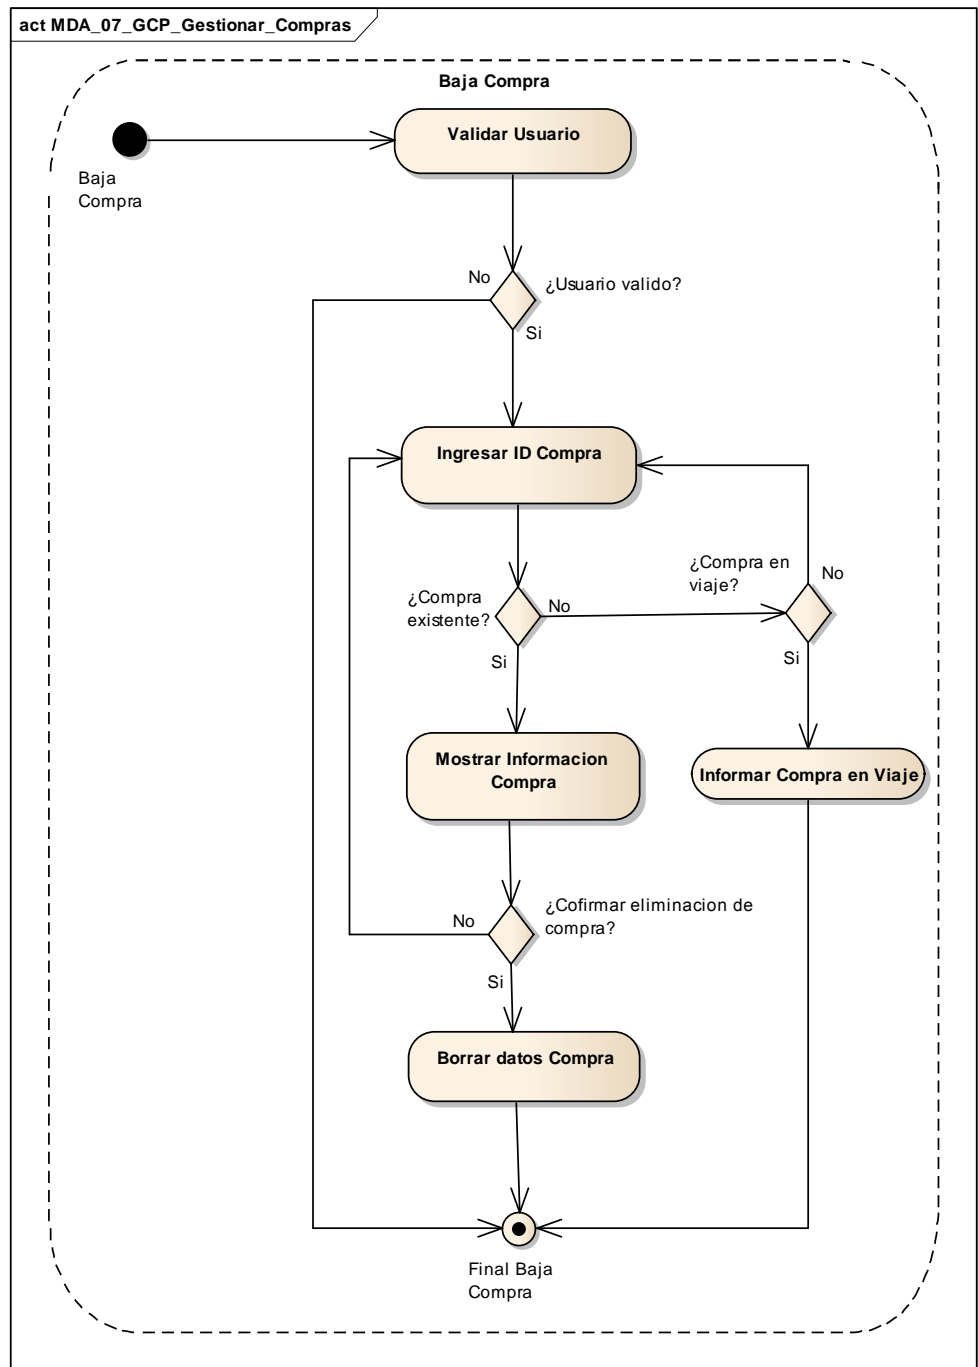 act MDA_07_GCP_Gestionar_Compras
Baja Compra
Validar Usuario
Baja
Compra
No
¿Usuario valido?
Si
Ingresar ID Compra
¿Compra en
viaje?
No
¿Compra
existente?
No
Si
Si
Mostrar Informacion
Compra
Informar Compra en Viaje
¿Cofirmar eliminacion de
compra?
No
Si
Borrar datos Compra
Final Baja
Compra